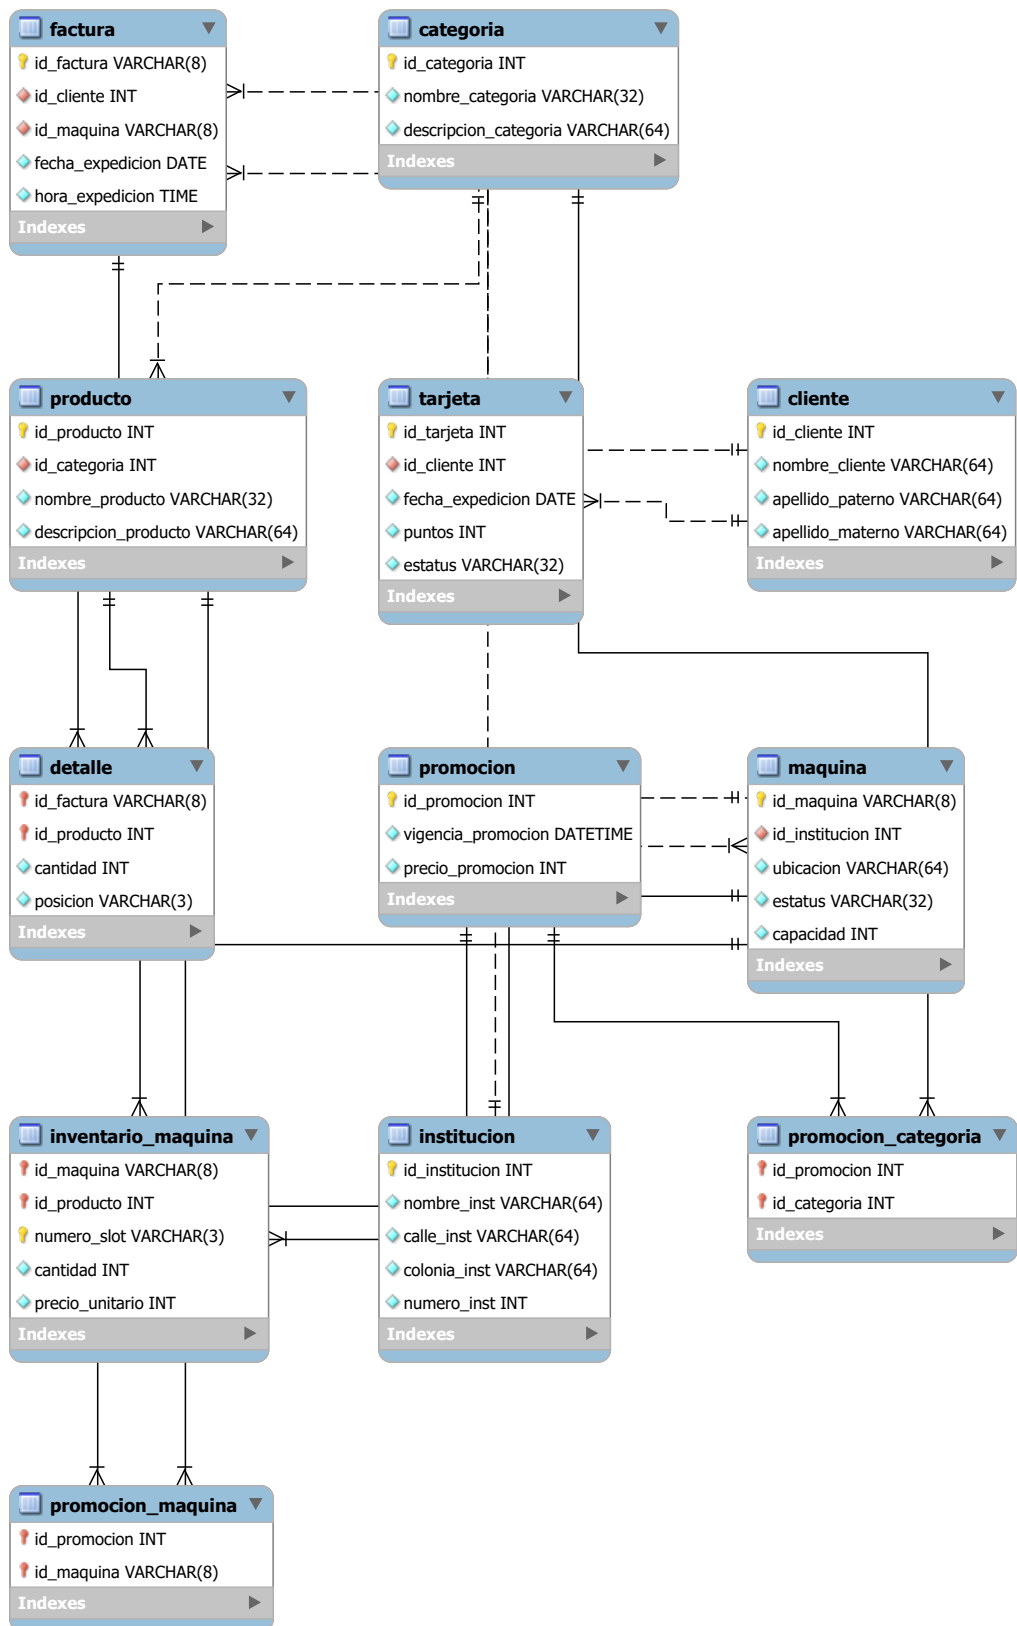 factura
id_factura VARCHAR(8)
id_cliente INT
id_maquina VARCHAR(8)
fecha_expedicion DATE
hora_expedicion TIME
Indexes
categoria
id_categoria INT
nombre_categoria VARCHAR(32)
descripcion_categoria VARCHAR(64)
Indexes
producto
id_producto INT
id_categoria INT
nombre_producto VARCHAR(32)
descripcion_producto VARCHAR(64)
Indexes
tarjeta
id_tarjeta INT
id_cliente INT
fecha_expedicion DATE
puntos INT
estatus VARCHAR(32)
Indexes
cliente
id_cliente INT
nombre_cliente VARCHAR(64)
apellido_paterno VARCHAR(64)
apellido_materno VARCHAR(64)
Indexes
detalle
id_factura VARCHAR(8)
id_producto INT
cantidad INT
posicion VARCHAR(3)
Indexes
promocion
id_promocion INT
vigencia_promocion DATETIME
precio_promocion INT
Indexes
maquina
id_maquina VARCHAR(8)
id_institucion INT
ubicacion VARCHAR(64)
estatus VARCHAR(32)
capacidad INT
Indexes
inventario_maquina
id_maquina VARCHAR(8)
id_producto INT
numero_slot VARCHAR(3)
cantidad INT
precio_unitario INT
Indexes
institucion
id_institucion INT
nombre_inst VARCHAR(64)
calle_inst VARCHAR(64)
colonia_inst VARCHAR(64)
numero_inst INT
Indexes
promocion_categoria
id_promocion INT
id_categoria INT
Indexes
promocion_maquina
id_promocion INT
id_maquina VARCHAR(8)
Indexes